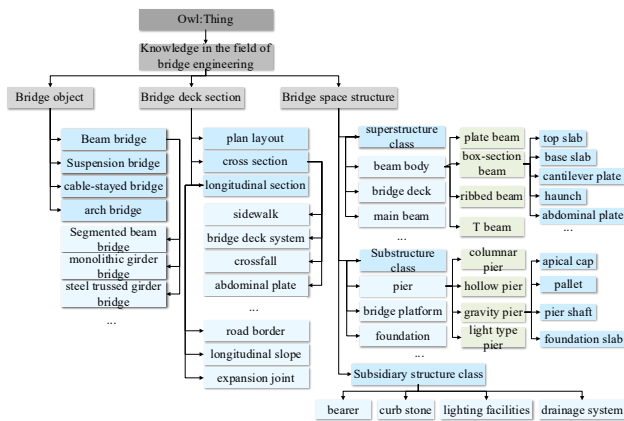 Owl:Thing
Knowledge in the field of
bridge engineering
Bridge object
Bridge deck section
Bridge space structure
Beam bridge
Suspension bridge
cable-stayed bridge
arch bridge
Segmented beam
bridge
monolithic girder
bridge
steel trussed girder
bridge
...
plan layout
cross section
longitudinal section
sidewalk
bridge deck system
crossfall
abdominal plate
...
road border
longitudinal slope
expansion joint
superstructure
class
beam body
bridge deck
main beam
...
plate beam
box-section
beam
ribbed beam
T beam
top slab
base slab
cantilever plate
haunch
abdominal plate
...
Substructure
class
pier
bridge platform
foundation
...
columnar
pier
hollow pier
gravity pier
light type
pier
apical cap
pallet
pier shaft
foundation slab
Subsidiary structure class
bearer
curb stone
lighting facilities
drainage system